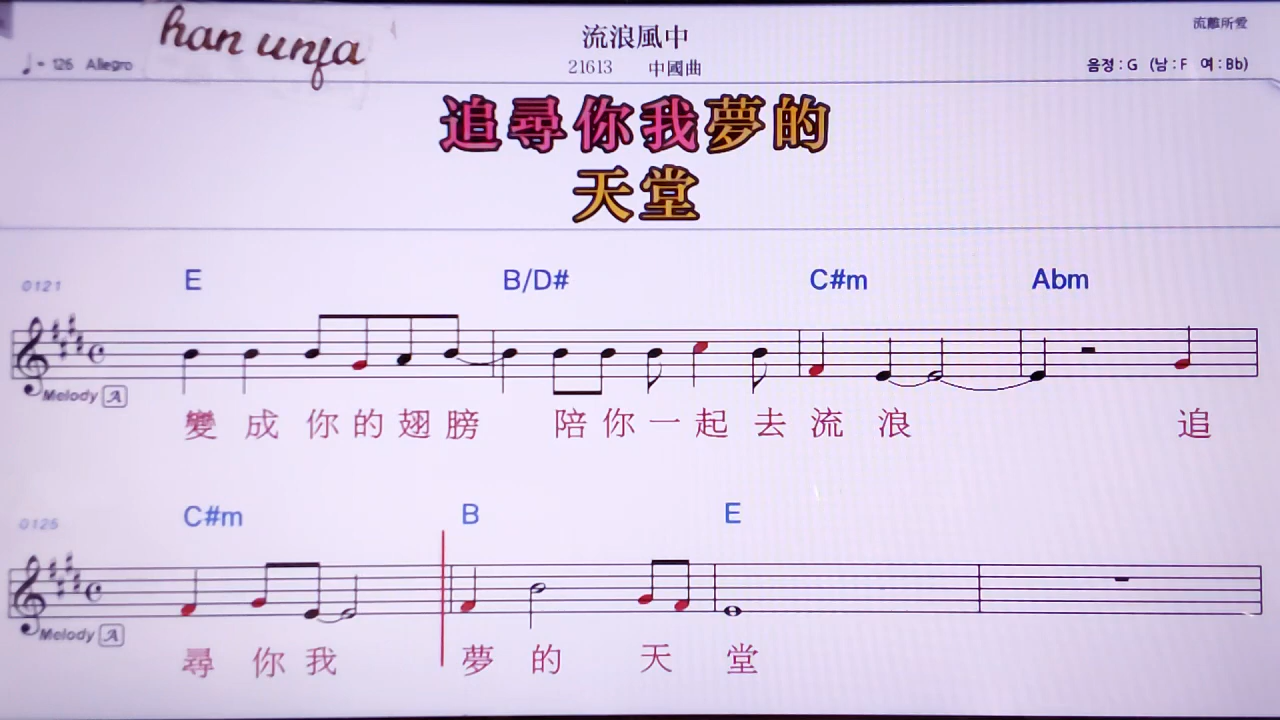 han unja
流浪風中
流離所愛
♩= 126 Allegro
21613 中國曲
음정 : G (남 : F 여 : Bb)
追尋你我夢的
天堂
0121 E B/D# C#m Abm
Melody A
變成你的翅膀 陪你一起去流浪 追
0125 C#m B E
Melody A
尋你我 夢的 天堂